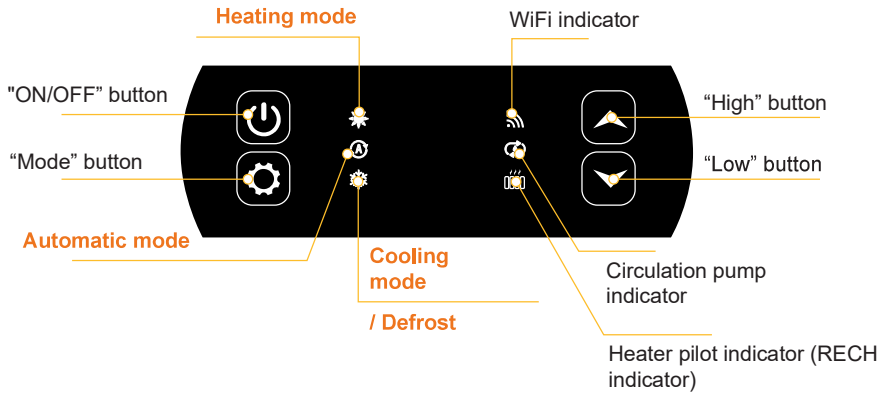 Heating mode
WiFi indicator
"ON/OFF” button
“High” button
“Mode” button
“Low” button
A
Automatic mode
Cooling
mode
/ Defrost
Circulation pump
indicator
Heater pilot indicator (RECH
indicator)